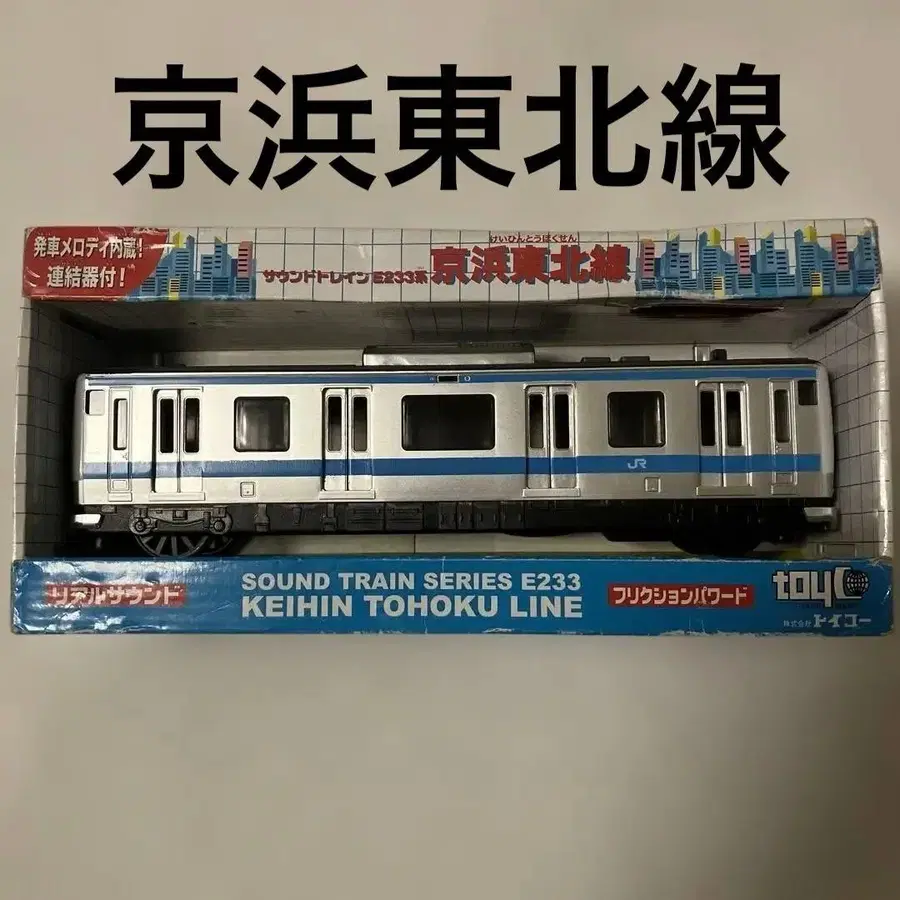 京浜東北線
発車メロディ内蔵！
連結器付！
けいひんとうほくせん
サウンドトレインE233系 京浜東北線
JR
リアルサウンド
SOUND TRAIN SERIES E233
KEIHIN TOHOKU LINE
フリクションパワード
toyco
株式会社 トイコー